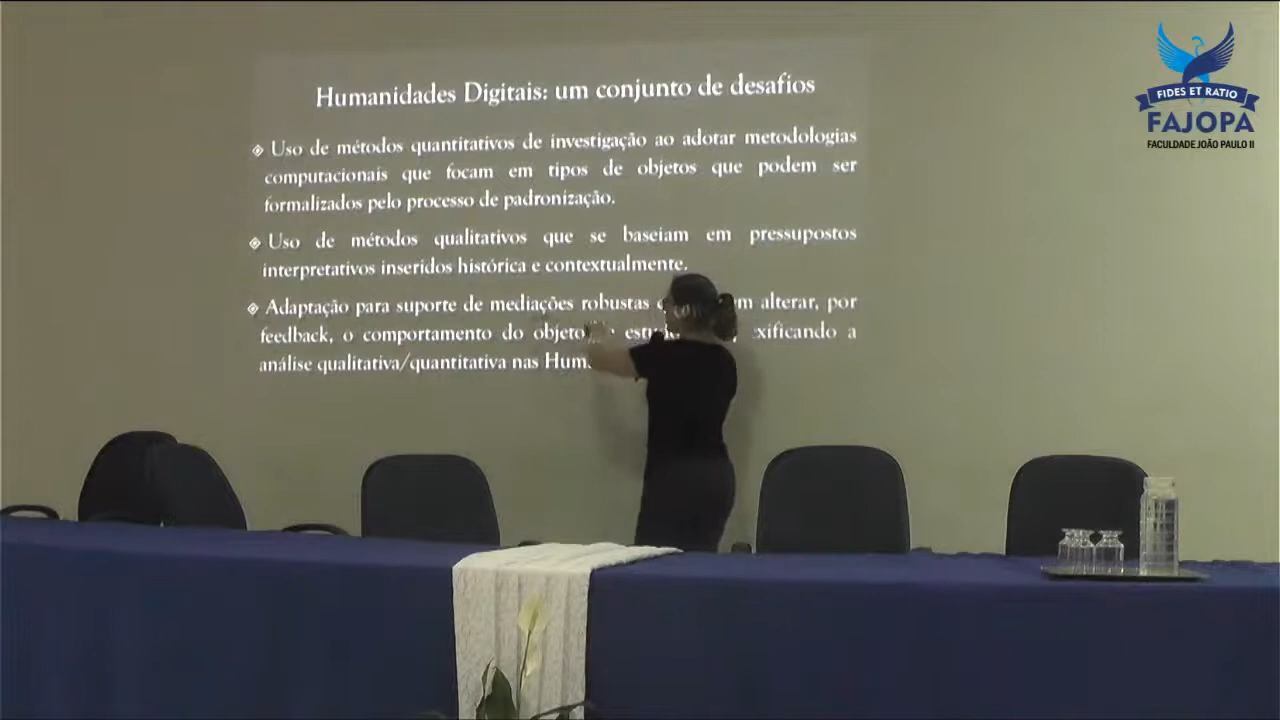 Humanidades Digitais: um conjunto de desafios
Uso de métodos quantitativos de investigação ao adotar metodologias
computacionais que focam em tipos de objetos que podem ser
formalizados pelo processo de padronização.
Uso de métodos qualitativos que se baseiam em pressupostos
interpretativos inseridos histórica e contextualmente.
Adaptação para suporte de mediações robustas alterar, por
feedback, o comportamento do objeto a
análise qualitativa/quantitativa nas
FIDES ET RATIO
FAJOPA
FACULDADE JOÃO PAULO II